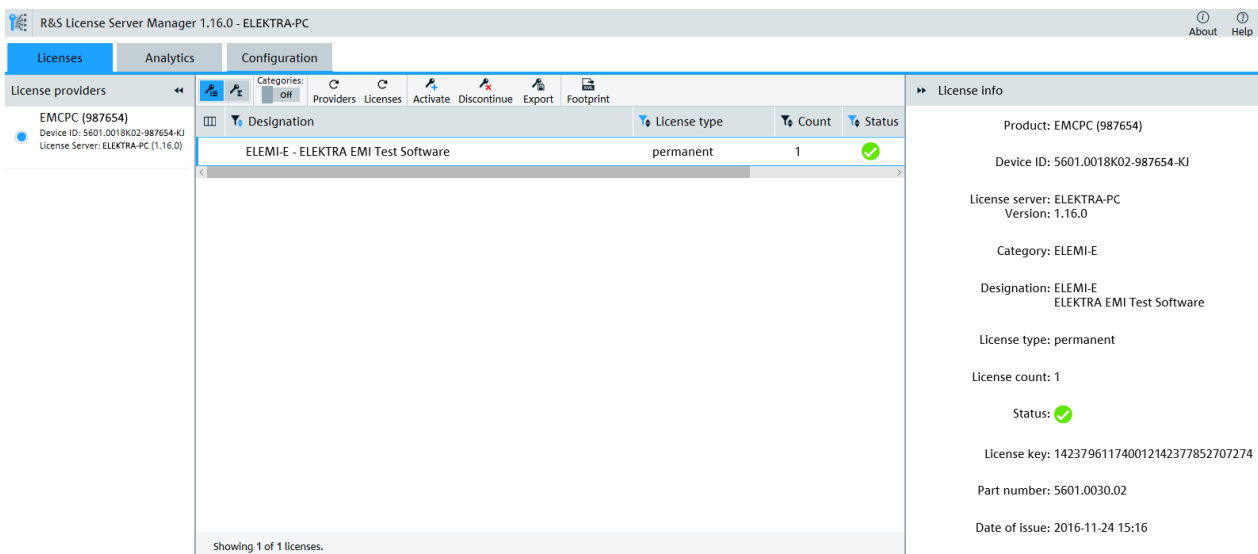 R&S License Server Manager 1.16.0 - ELEKTRA-PC
About Help
Licenses Analytics Configuration
License providers
EMCPC (987654)
Device ID: 5601.0018K02-987654-KJ
License Server: ELEKTRA-PC (1.16.0)
Categories:
Off
Providers Licenses Activate Discontinue Export Footprint
Designation License type Count Status
ELEMI-E - ELEKTRA EMI Test Software permanent 1
Showing 1 of 1 licenses.
License info
Product: EMCPC (987654)
Device ID: 5601.0018K02-987654-KJ
License server: ELEKTRA-PC
Version: 1.16.0
Category: ELEMI-E
Designation: ELEMI-E
ELEKTRA EMI Test Software
License type: permanent
License count: 1
Status:
License key: 142379611740012142377852707274
Part number: 5601.0030.02
Date of issue: 2016-11-24 15:16